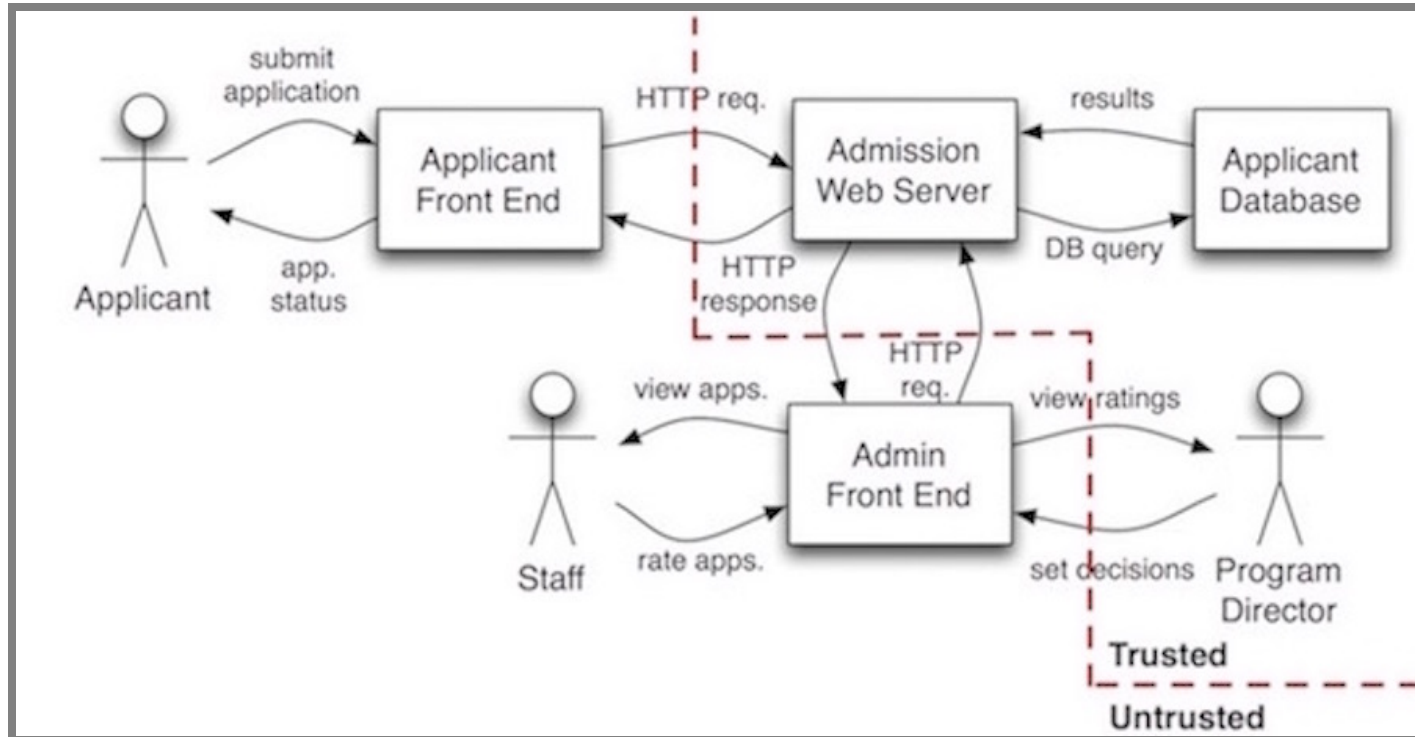 submit
application
HTTP req.
results
Applicant
Front End
Admission
Web Server
Applicant
Database
app.
status
Applicant
HTTP
response
DB query
HTTP
req.
view apps.
view ratings
Admin
Front End
rate apps.
Staff
set decisions
Program
Director
Trusted
Untrusted